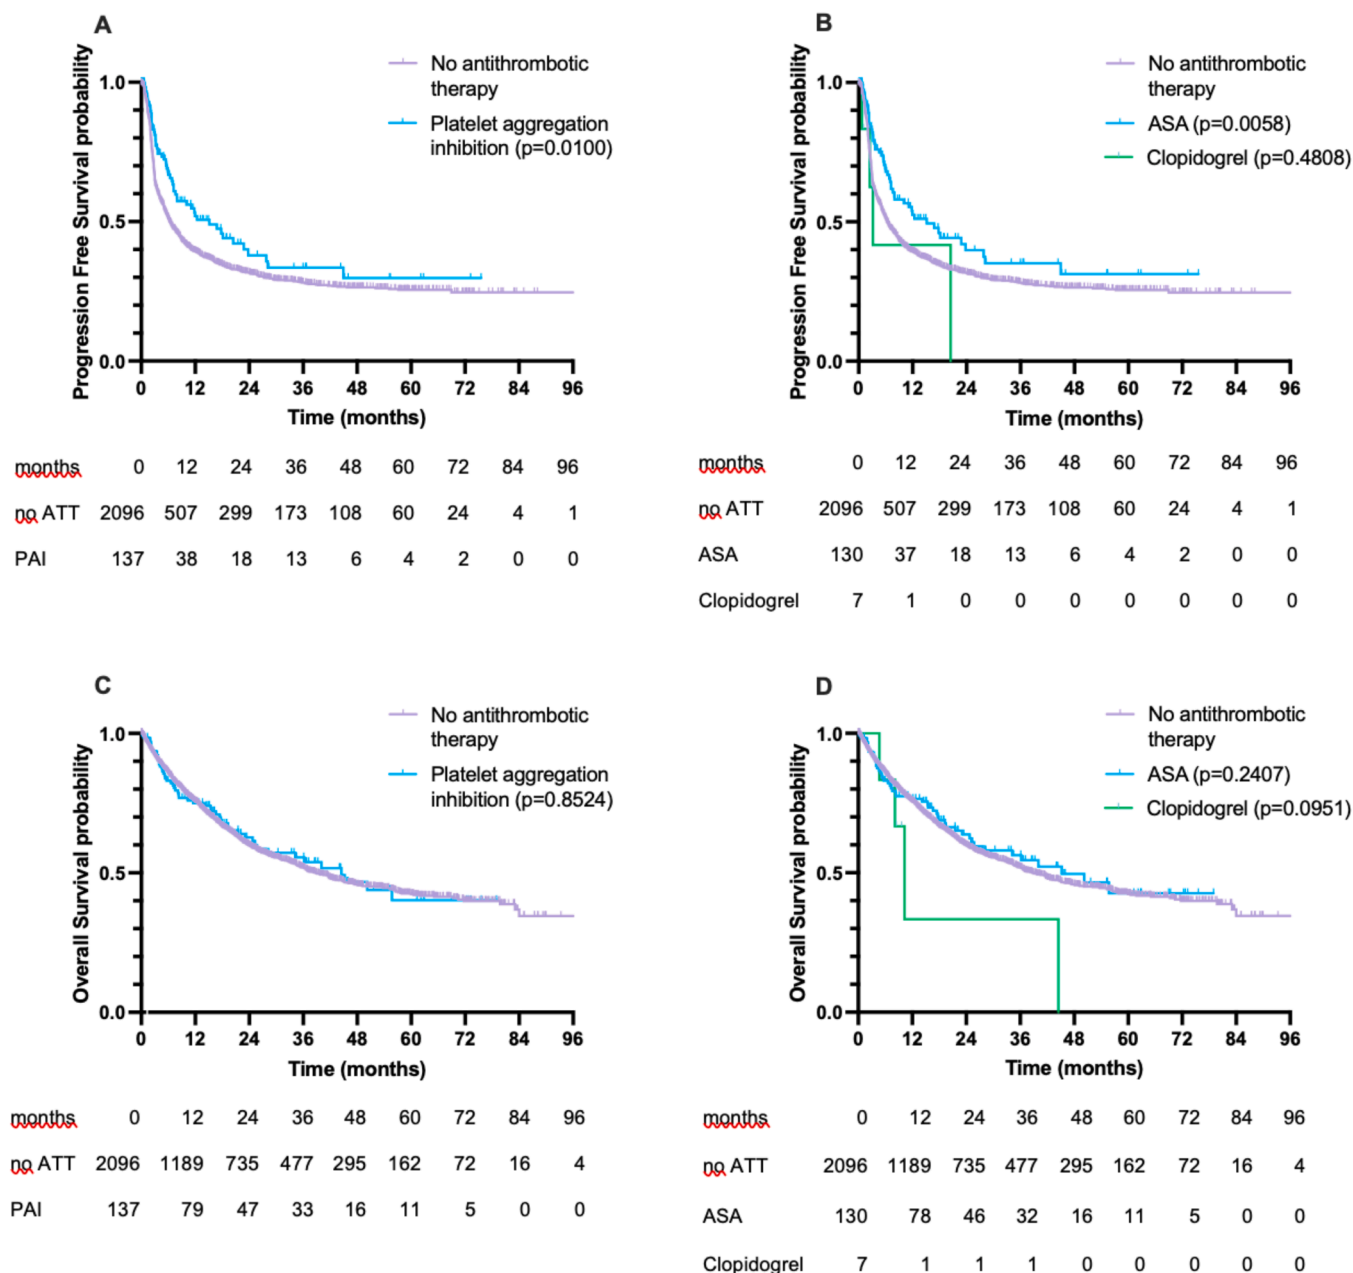 A
Progression Free Survival probability
No antithrombotic
therapy
Platelet aggregation
inhibition (p=0.0100)
1.0
0.5
0.0
0 12 24 36 48 60 72 84 96
Time (months)
months 0 12 24 36 48 60 72 84 96
no ATT 2096 507 299 173 108 60 24 4 1
PAI 137 38 18 13 6 4 2 0 0
B
Progression Free Survival probability
No antithrombotic
therapy
ASA (p=0.0058)
Clopidogrel (p=0.4808)
1.0
0.5
0.0
0 12 24 36 48 60 72 84 96
Time (months)
months 0 12 24 36 48 60 72 84 96
no ATT 2096 507 299 173 108 60 24 4 1
ASA 130 37 18 13 6 4 2 0 0
Clopidogrel 7 1 0 0 0 0 0 0 0
C
Overall Survival probability
No antithrombotic
therapy
Platelet aggregation
inhibition (p=0.8524)
1.0
0.5
0.0
0 12 24 36 48 60 72 84 96
Time (months)
months 0 12 24 36 48 60 72 84 96
no ATT 2096 1189 735 477 295 162 72 16 4
PAI 137 79 47 33 16 11 5 0 0
D
Overall Survival probability
No antithrombotic
therapy
ASA (p=0.2407)
Clopidogrel (p=0.0951)
1.0
0.5
0.0
0 12 24 36 48 60 72 84 96
Time (months)
months 0 12 24 36 48 60 72 84 96
no ATT 2096 1189 735 477 295 162 72 16 4
ASA 130 78 46 32 16 11 5 0 0
Clopidogrel 7 1 1 1 0 0 0 0 0